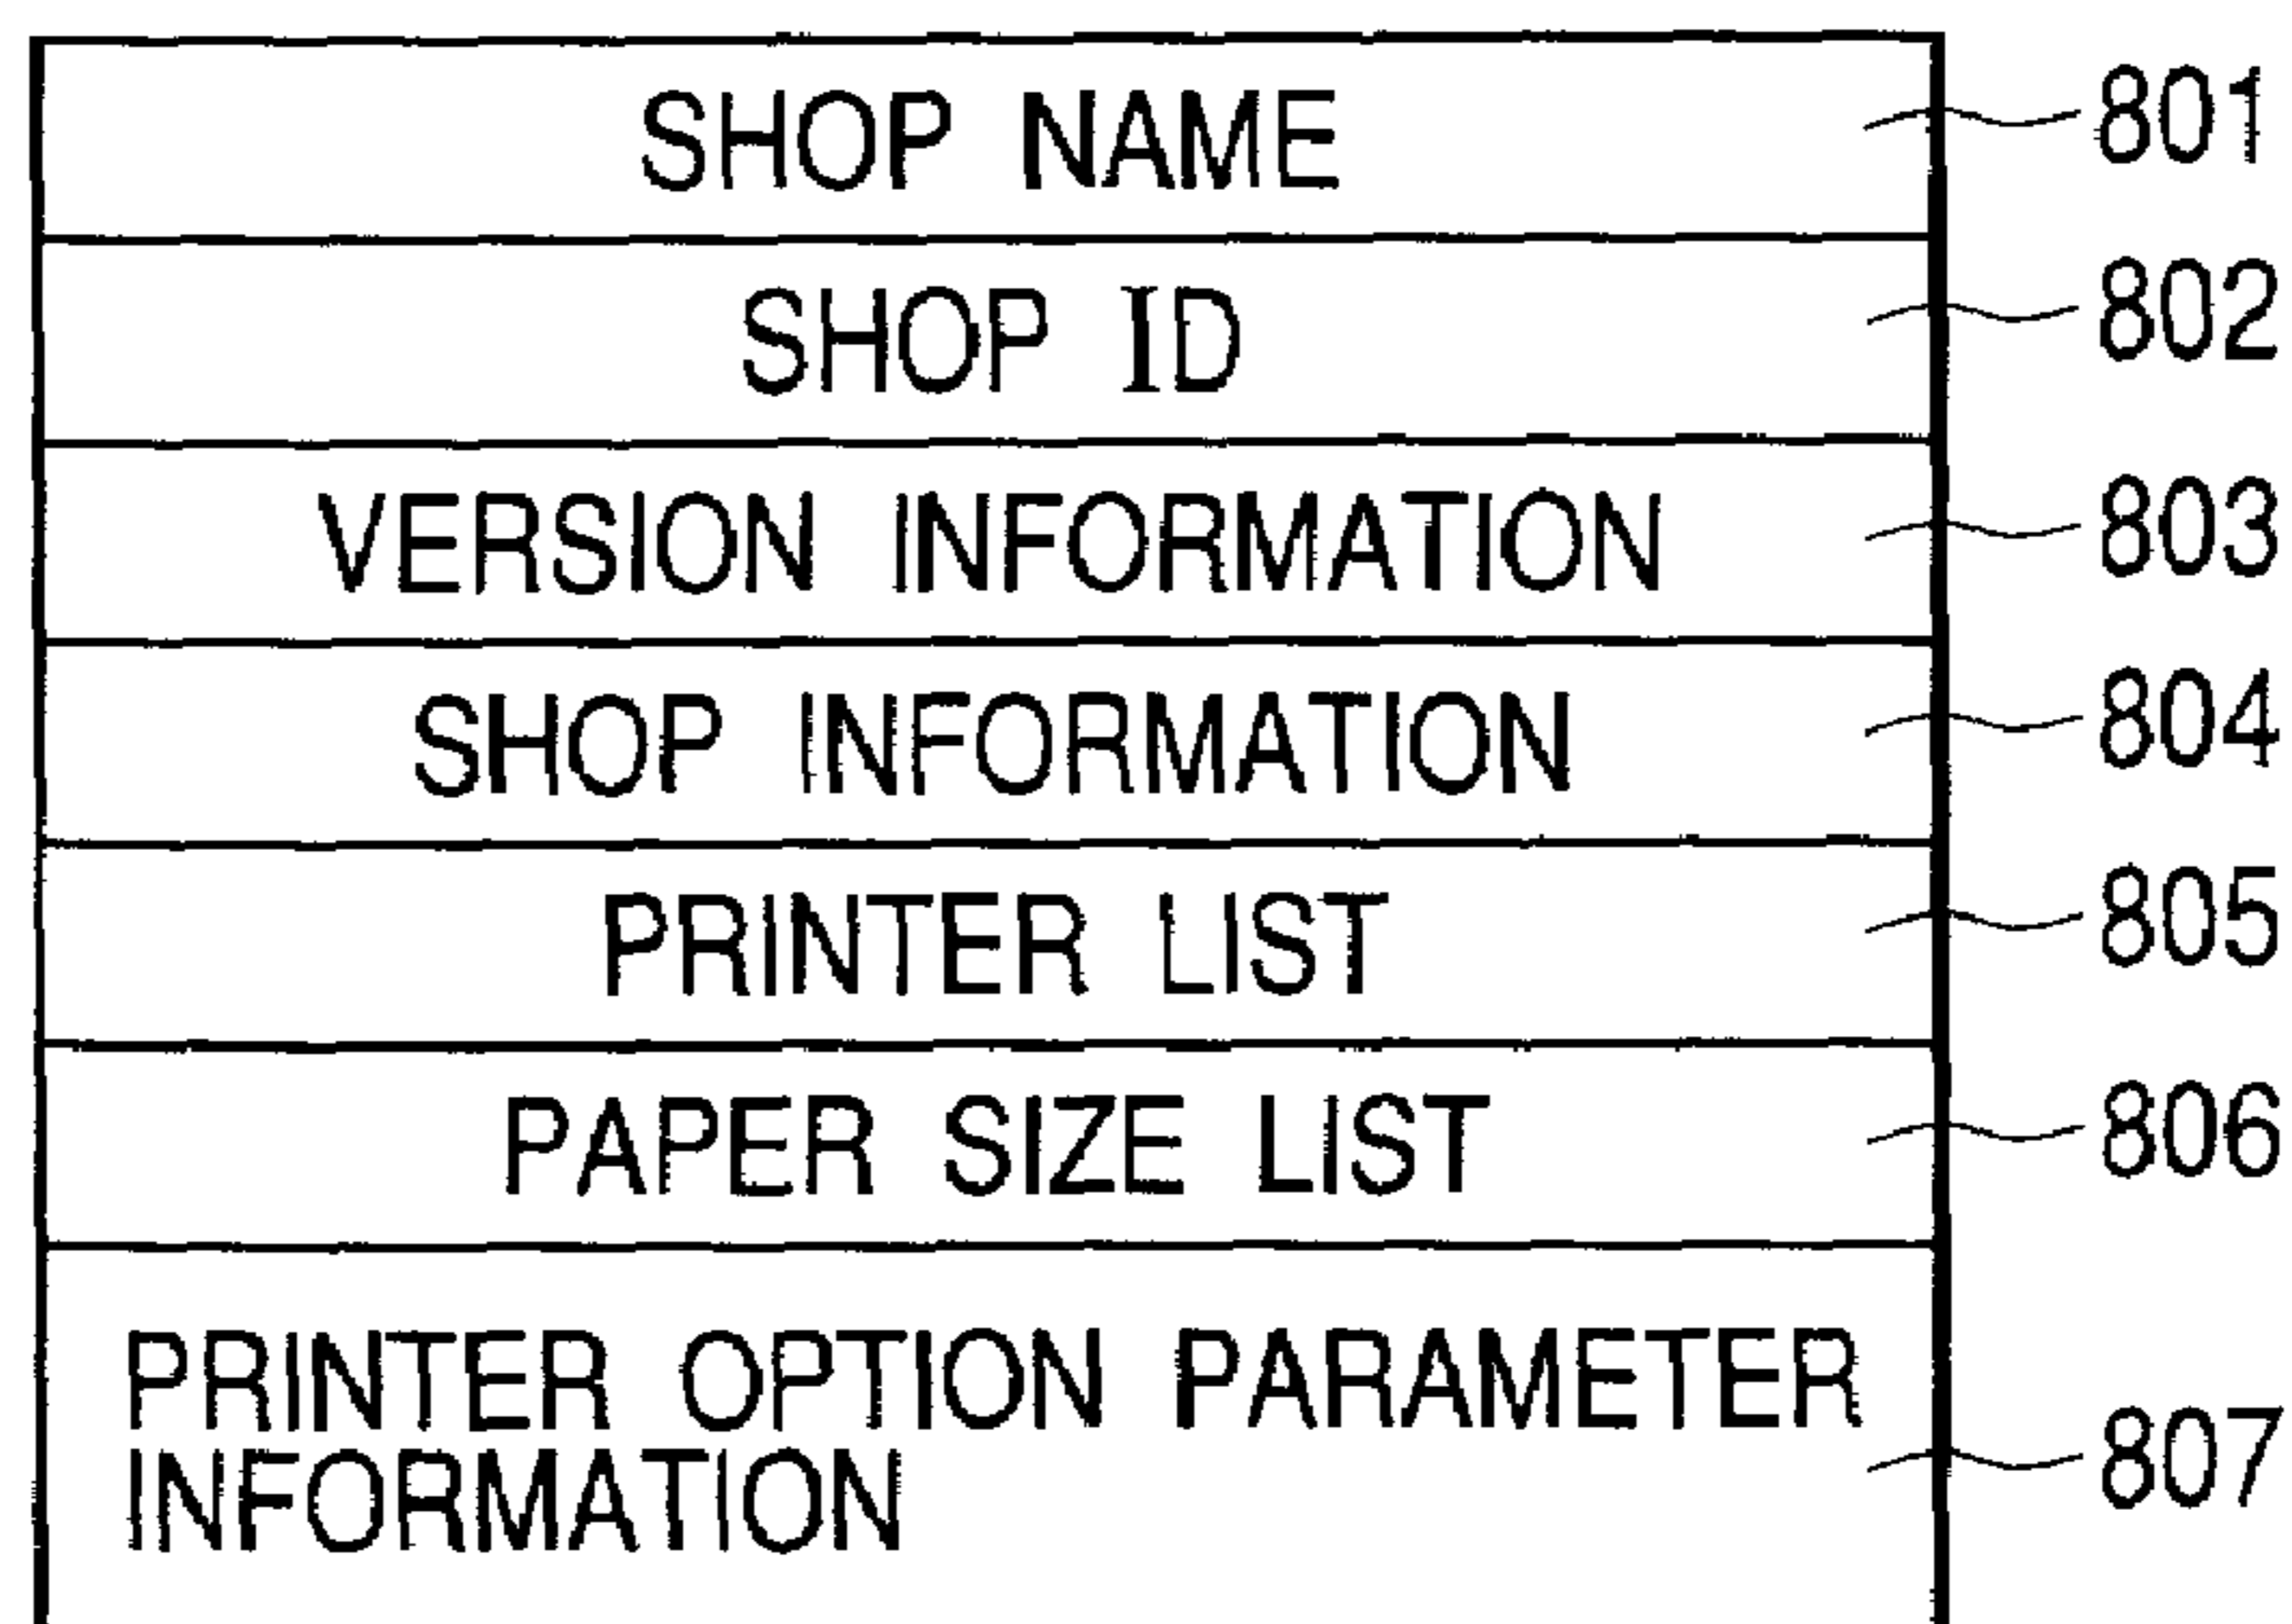 SHOP NAME 801
SHOP ID 802
VERSION INFORMATION 803
SHOP INFORMATION 804
PRINTER LIST 805
PAPER SIZE LIST 806
PRINTER OPTION PARAMETER
INFORMATION 807